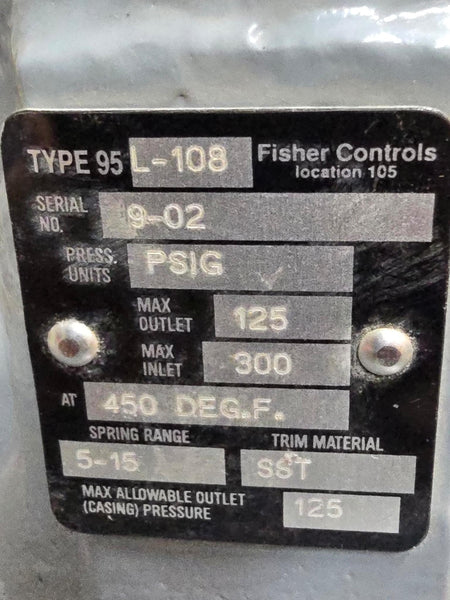 TYPE 95 L-108 Fisher Controls
location 105
SERIAL NO. 9-02
PRESS. UNITS PSIG
MAX OUTLET 125
MAX INLET 300
AT 450 DEG.F.
SPRING RANGE TRIM MATERIAL
5-15 SST
MAX ALLOWABLE OUTLET
(CASING) PRESSURE 125